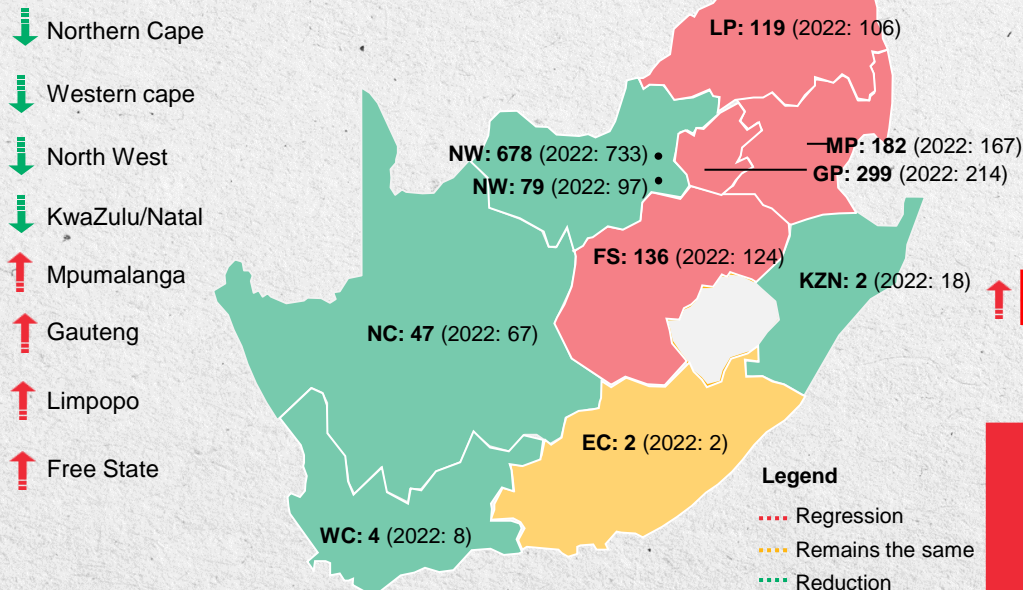 Northern Cape
Western cape
North West
KwaZulu/Natal
Mpumalanga
Gauteng
Limpopo
Free State
LP: 119 (2022: 106)
NW: 678 (2022: 733)
NW: 79 (2022: 97)
MP: 182 (2022: 167)
GP: 299 (2022: 214)
FS: 136 (2022: 124)
KZN: 2 (2022: 18)
NC: 47 (2022: 67)
EC: 2 (2022: 2)
WC: 4 (2022: 8)
Legend
Regression
Remains the same
Reduction